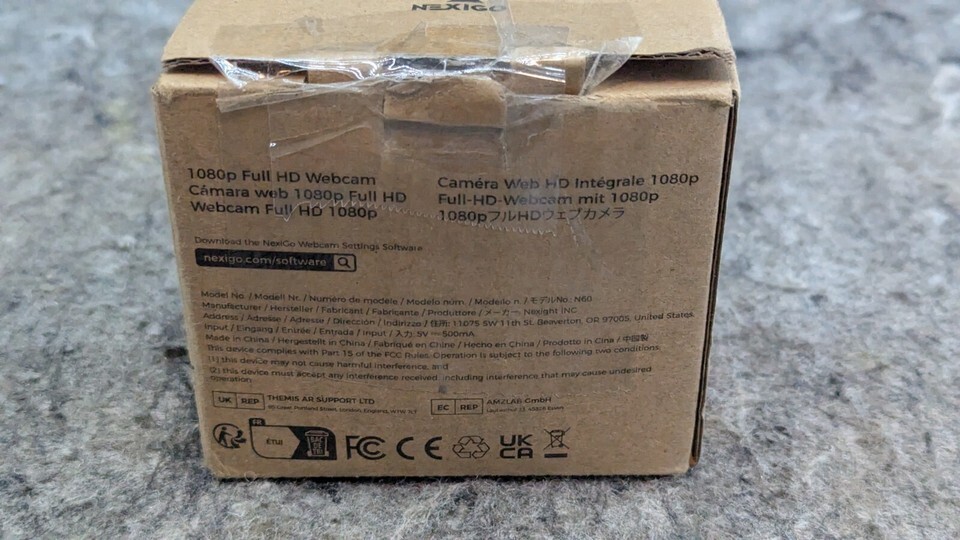 NEXIGO
1080p Full HD Webcam
Cámara web 1080p Full HD
Webcam Full HD 1080p
Caméra Web HD Intégrale 1080p
Full-HD-Webcam mit 1080p
1080pフルHDウェブカメラ
Download the NexiGo Webcam Settings Software
nexigo.com/software
Model No. / Modell Nr. / Numéro de modèle / Modelo núm. / Modello n. / モデルNo.: N60
Manufacturer / Hersteller / Fabricant / Fabricante / Produttore / メーカー: Nexight INC.
Address / Adresse / Adresse / Dirección / Indirizzo / 住所: 11075 SW 11th St. Beaverton, OR 97005, United States
Input / Eingang / Entrée / Entrada / Input / 入力: 5V⎓500mA
Made in China / Hergestellt in China / Fabriqué en Chine / Hecho en China / Prodotto in Cina / 中国製
This device complies with Part 15 of the FCC Rules. Operation is subject to the following two conditions:
(1) this device may not cause harmful interference, and
(2) this device must accept any interference received, including interference that may cause undesired
operation.
UK REP THEMIS AR SUPPORT LTD
Portland Street, London, England,
EC REP AMZLAB GmbH
FR
ÉTUI
BAC DE TRI
FC CE UK CA